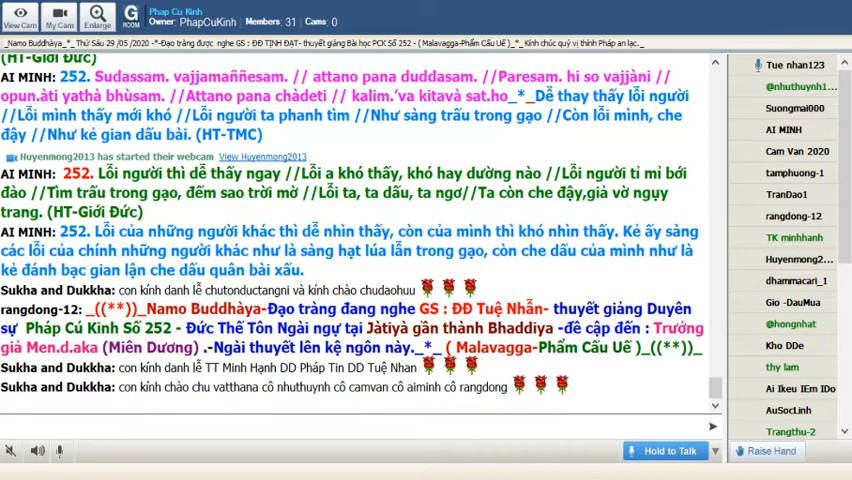 View Cam
My Cam
Enlarge
G
ROOM
Phap Cu Kinh
Owner: PhapCuKinh Members: 31 Cams: 0
_Namo Buddhàya_*_ Thứ Sáu 29 /05 /2020 -*-Đạo tràng được nghe GS : ĐĐ TỊNH ĐẠT- thuyết giảng Bài học PCK Số 252 - ( Malavagga-Phẩm Cấu Uế )_*_ Kính chúc quý vị thính Pháp an lạc._
(HT-Giới Đức)
AI MINH: 252. Sudassam. vajjamaññesam. // attano pana duddasam. //Paresam. hi so vajjàni //
opun.àti yathà bhùsam. //Attano pana chàdeti // kalim.'va kitavà sat.ho_*_Dễ thay thấy lỗi người
//Lỗi mình thấy mới khó //Lỗi người ta phanh tìm //Như sàng trấu trong gạo //Còn lỗi mình, che
đậy //Như kẻ gian dấu bài. (HT-TMC)
Huyenmong2013 has started their webcam View Huyenmong2013
AI MINH: 252. Lỗi người thì dễ thấy ngay //Lỗi a khó thấy, khó hay dường nào //Lỗi người tỉ mỉ bới
đào //Tìm trấu trong gạo, đếm sao trời mờ //Lỗi ta, ta dấu, ta ngơ//Ta còn che đậy,giả vờ ngụy
trang. (HT-Giới Đức)
AI MINH: 252. Lỗi của những người khác thì dễ nhìn thấy, còn của mình thì khó nhìn thấy. Kẻ ấy sàng
các lỗi của chính những người khác như là sàng hạt lúa lẫn trong gạo, còn che dấu của mình như là
kẻ đánh bạc gian lận che dấu quân bài xấu.
Sukha and Dukkha: con kính danh lễ chutonductangni và kính chào chudaohuu
rangdong-12: _((**))_Namo Buddhàya-Đạo tràng đang nghe GS : ĐĐ Tuệ Nhẫn- thuyết giảng Duyên
sự Pháp Cú Kinh Số 252 - Đức Thế Tôn Ngài ngự tại Jàtiyà gần thành Bhaddiya -đề cập đến : Trưởng
giả Men.d.aka (Miên Dương) .-Ngài thuyết lên kệ ngôn này._*_ ( Malavagga-Phẩm Cấu Uế )_((**))_
Sukha and Dukkha: con kính danh lễ TT Minh Hạnh DD Pháp Tin DD Tuệ Nhan
Sukha and Dukkha: con kính chào chu vatthana cô nhuthuynh cô camvan cô aiminh cô rangdong
Hold to Talk
Raise Hand
Tue nhan123
@nhuthuynh1...
Suongmai000
AI MINH
Cam Van 2020
tamphuong-1
TranDao1
rangdong-12
TK minhhanh
Huyenmong2...
dhammacari_1
Gio -DauMua
@hongnhat
Kho DDe
thy lam
Ai Ikeu IEm IDo
AuSocLinh
Trangthu-2